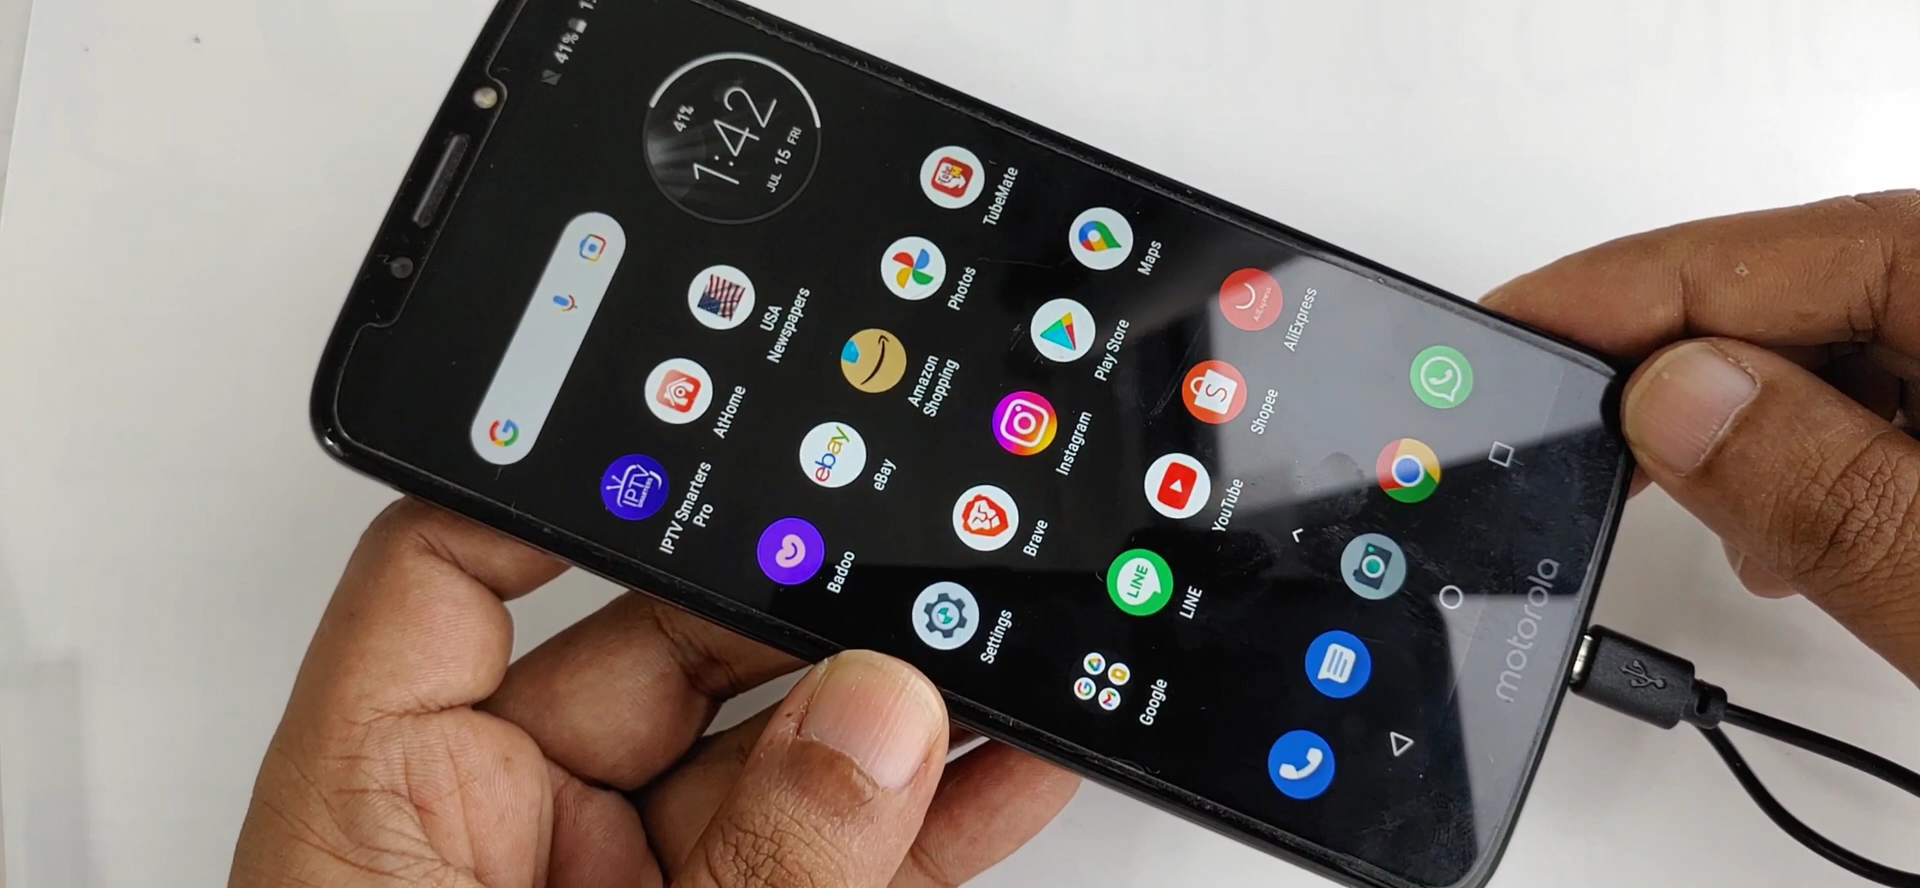 41%
41%
1:42
JUL 15 FRI
IPTV Smarters
Pro
AtHome
USA
Newspapers
Badoo
ebay
eBay
Amazon
Shopping
Photos
TubeMate
Settings
Brave
Instagram
Play Store
Maps
Google
LINE
LINE
YouTube
Shopee
AliExpress
motorola